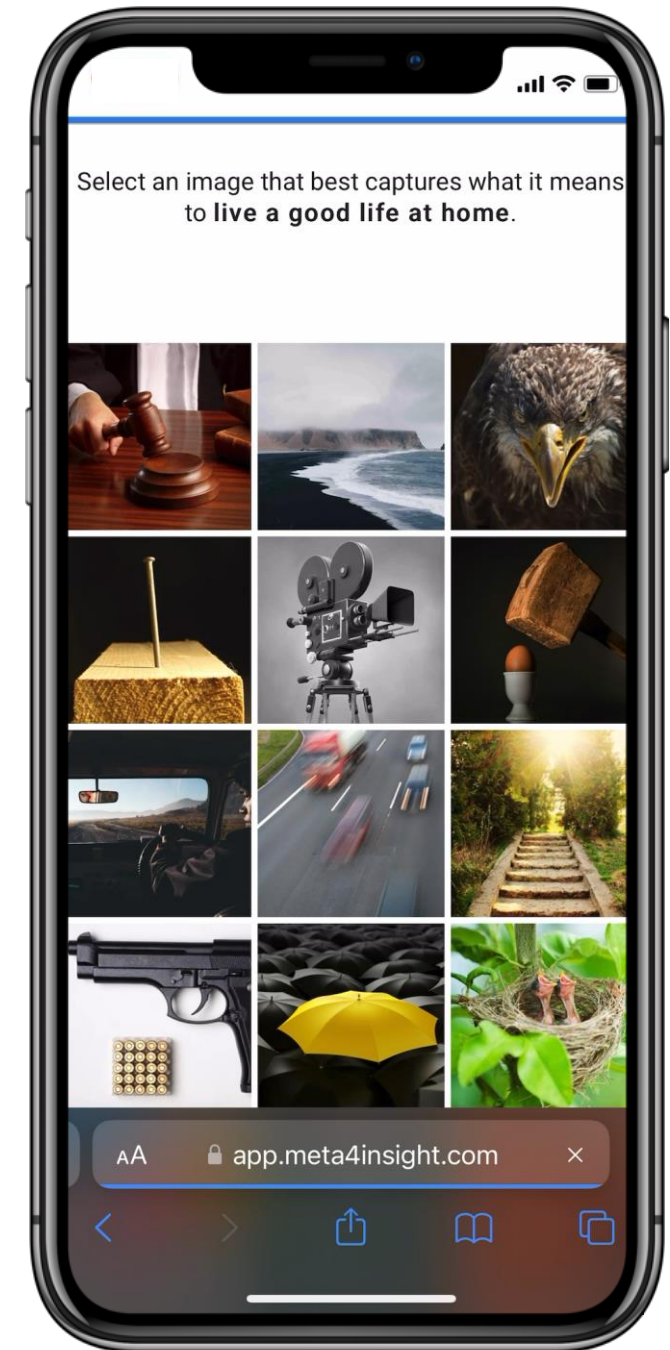 Select an image that best captures what it means
to live a good life at home.
AA app.meta4insight.com